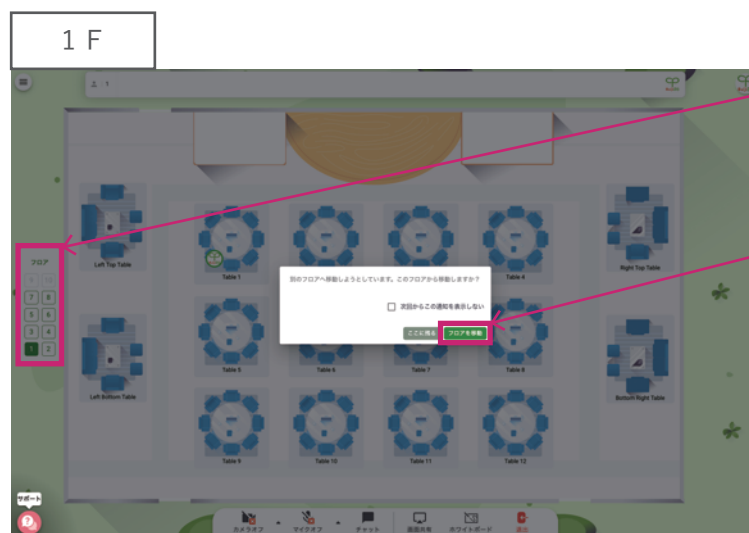 1 F
1
フロア
9 10
7 8
5 6
3 4
1 2
Left Top Table
Table 1
Table 4
Right Top Table
別のフロアへ移動しようとしています。このフロアから移動しますか？
次回からこの通知を表示しない
ここに残る フロアを移動
Table 5
Table 6
Table 7
Table 8
Left Bottom Table
Bottom Right Table
Table 9
Table 10
Table 11
Table 12
サポート
カメラオフ
マイクオフ
チャット
画面共有
ホワイトボード
退出